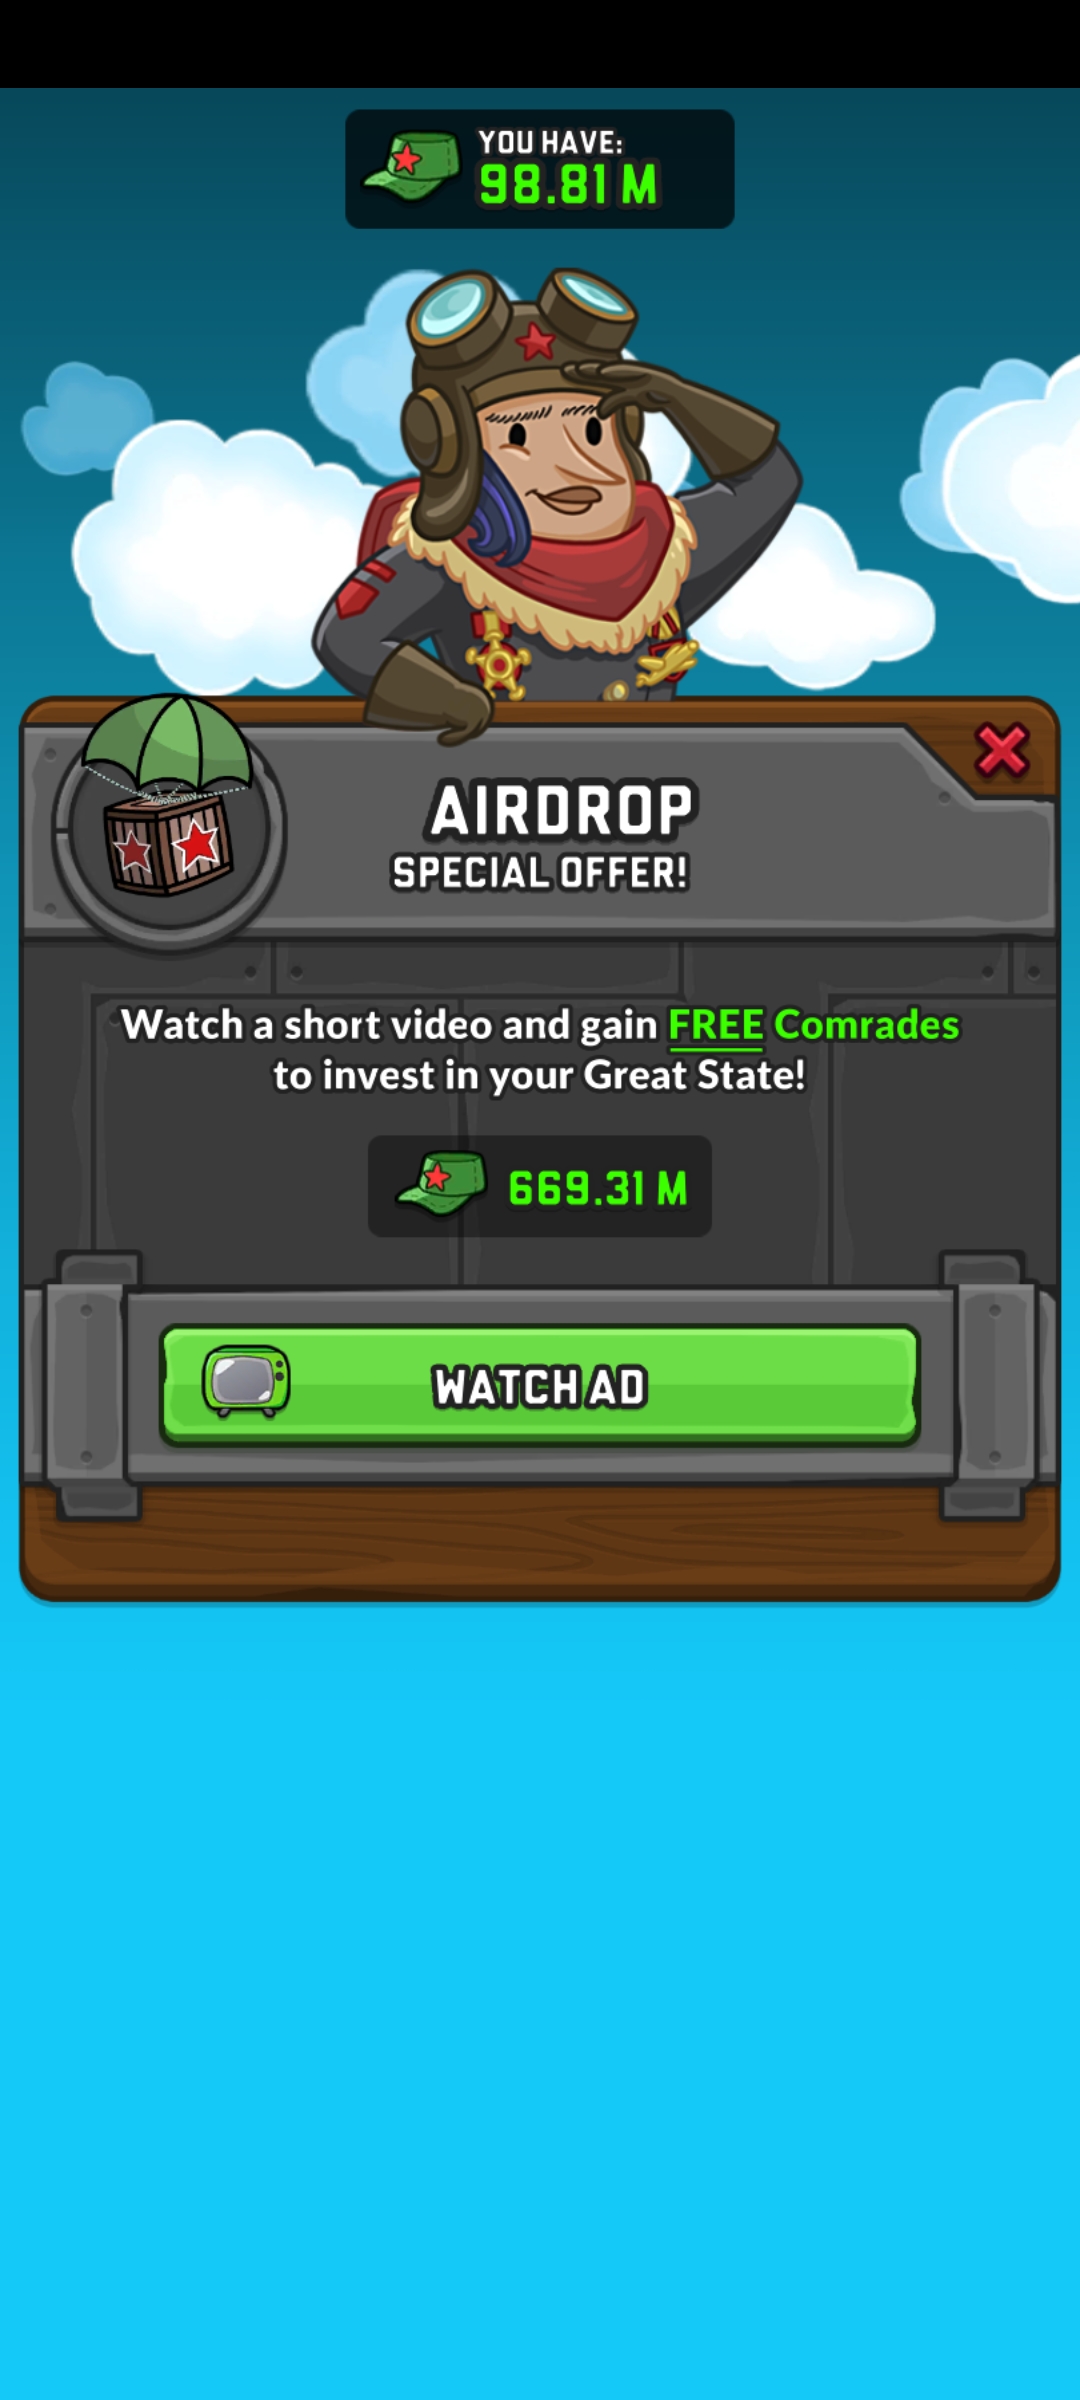 YOU HAVE:
98.81 M
AIRDROP
SPECIAL OFFER!
Watch a short video and gain FREE Comrades
to invest in your Great State!
669.31 M
WATCH AD